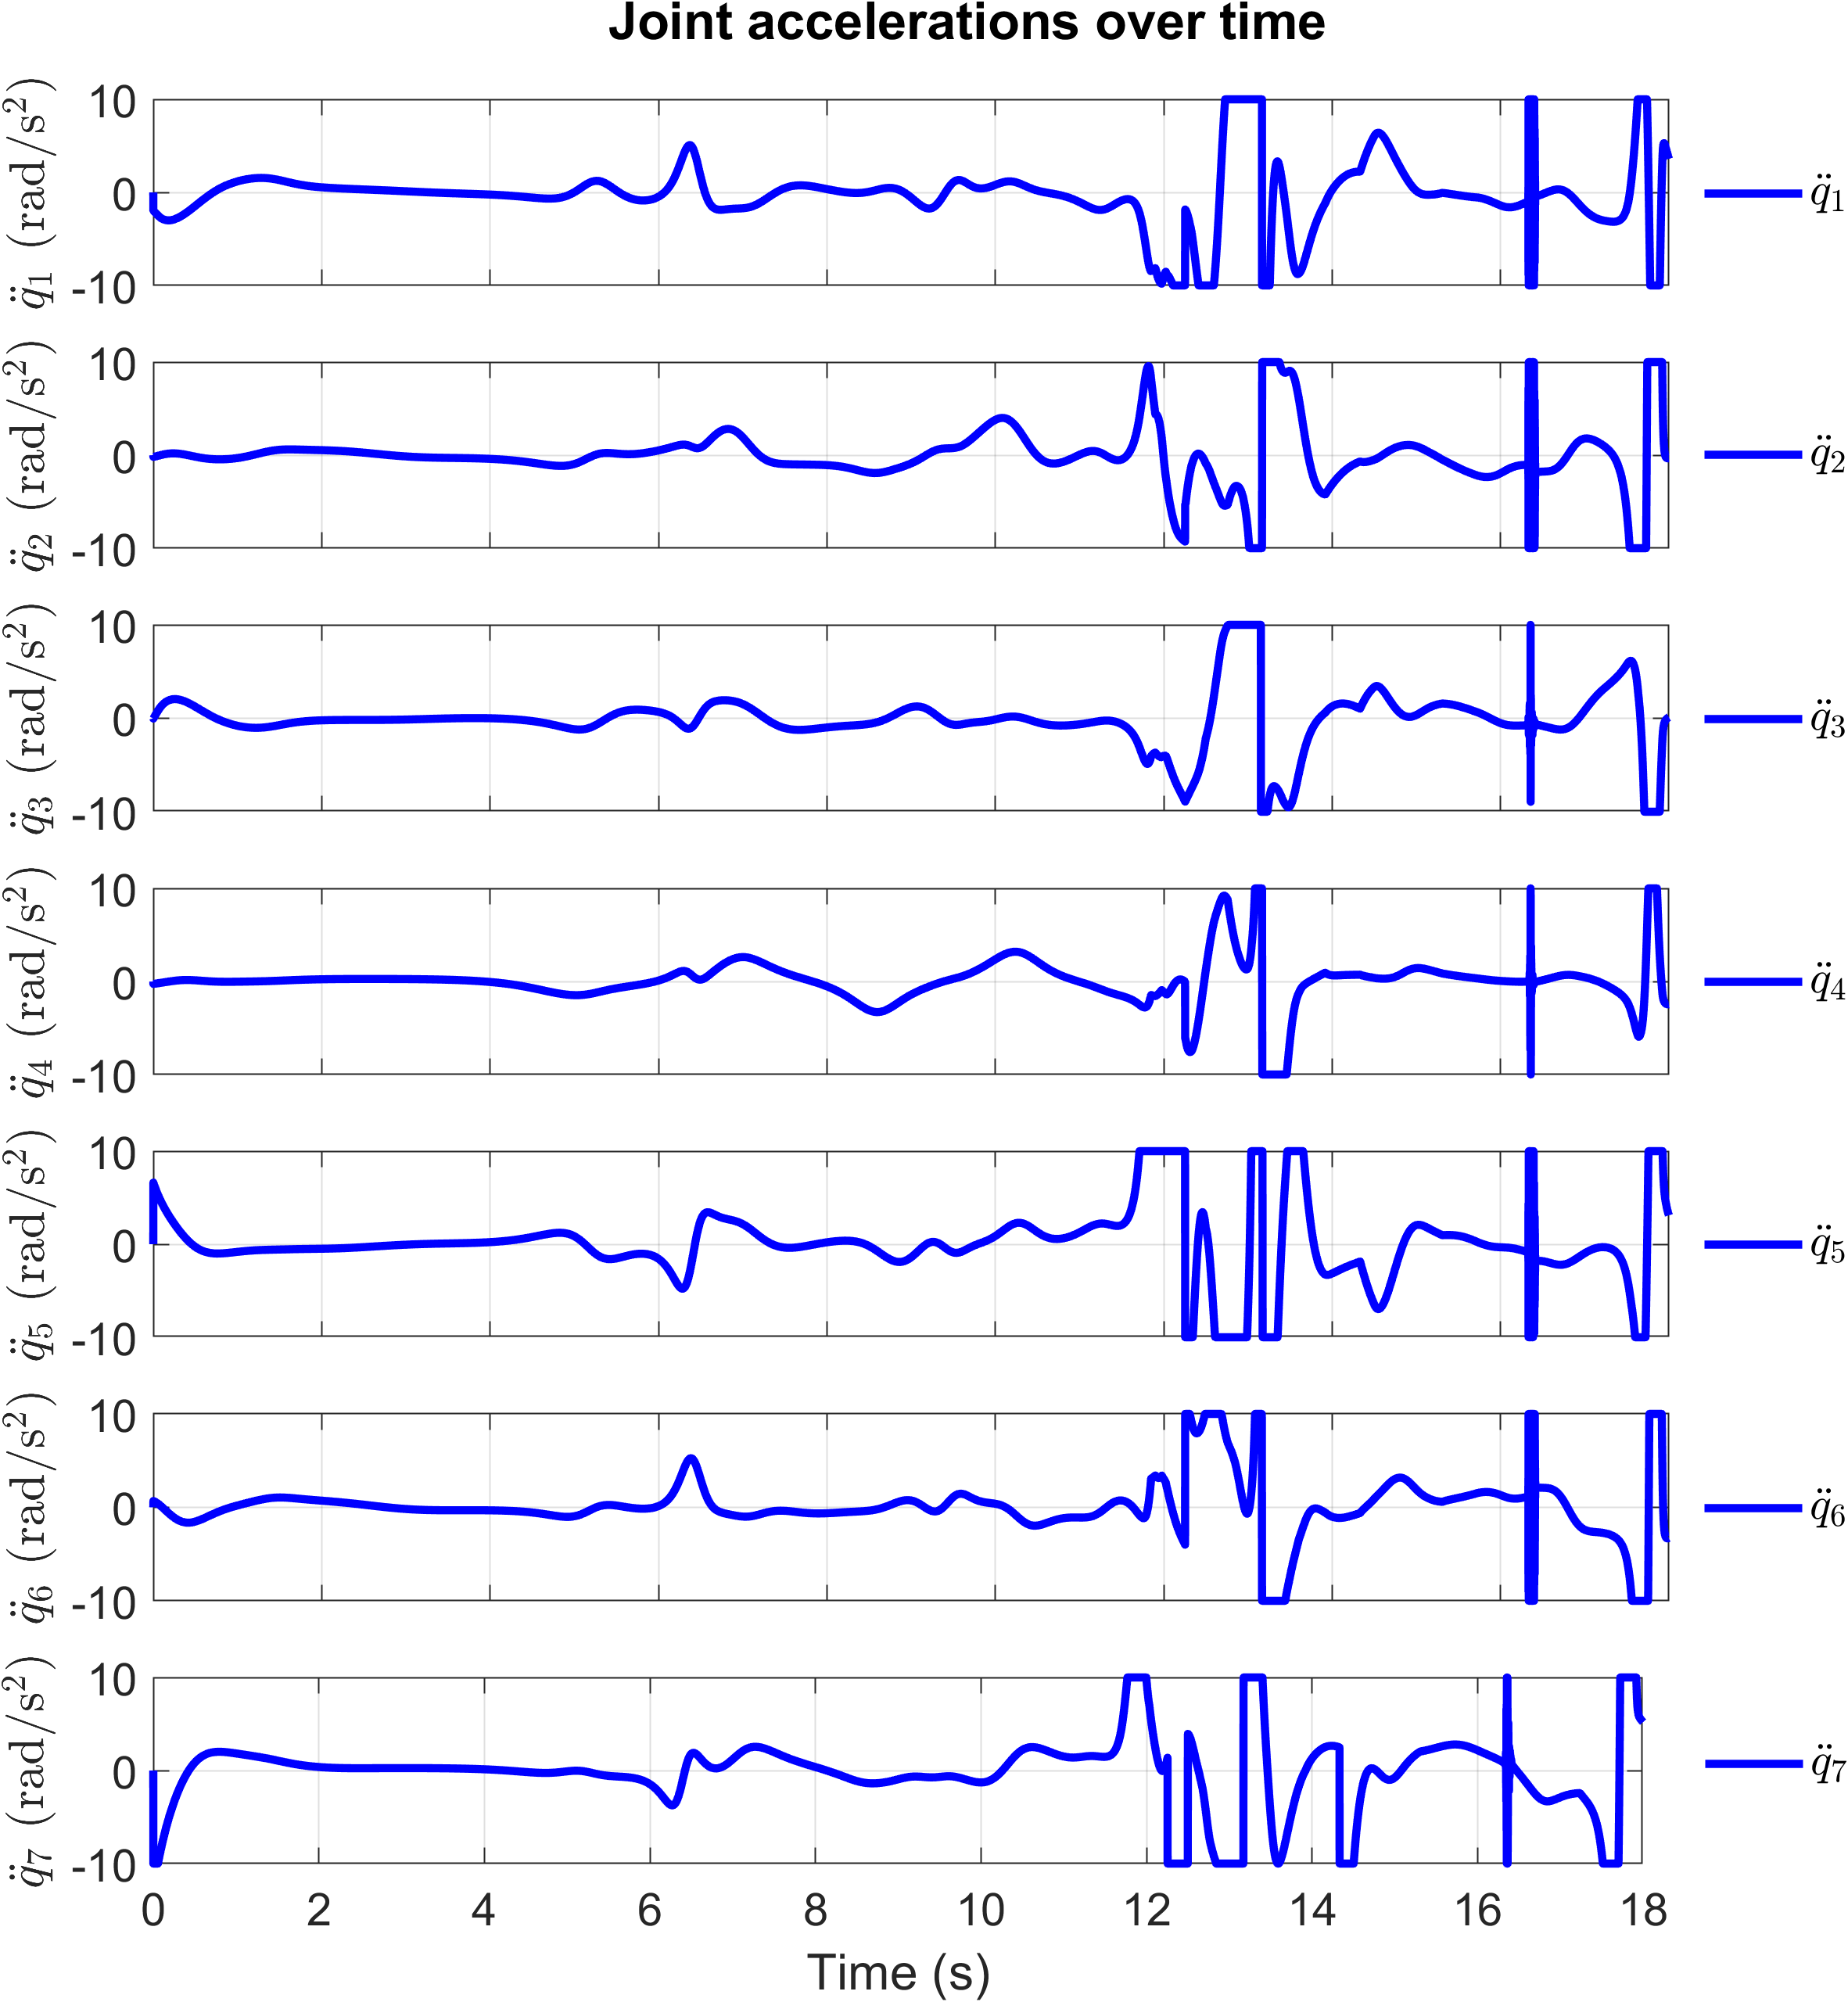 Joint accelerations over time
10
0
-10
q̈1 (rad/s²)
q̈1
10
0
-10
q̈2 (rad/s²)
q̈2
10
0
-10
q̈3 (rad/s²)
q̈3
10
0
-10
q̈4 (rad/s²)
q̈4
10
0
-10
q̈5 (rad/s²)
q̈5
10
0
-10
q̈6 (rad/s²)
q̈6
10
0
-10
q̈7 (rad/s²)
q̈7
0 2 4 6 8 10 12 14 16 18
Time (s)